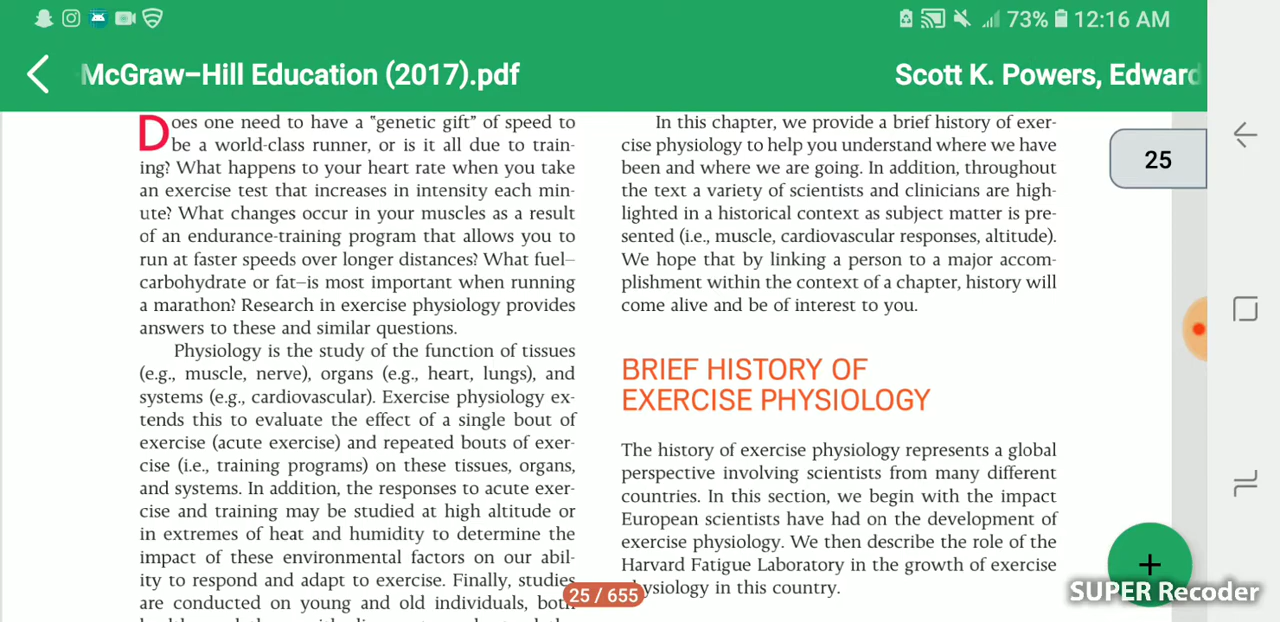 73% 12:16 AM
McGraw-Hill Education (2017).pdf
Scott K. Powers, Edward
25
Does one need to have a "genetic gift" of speed to
be a world-class runner, or is it all due to train-
ing? What happens to your heart rate when you take
an exercise test that increases in intensity each min-
ute? What changes occur in your muscles as a result
of an endurance-training program that allows you to
run at faster speeds over longer distances? What fuel–
carbohydrate or fat–is most important when running
a marathon? Research in exercise physiology provides
answers to these and similar questions.
Physiology is the study of the function of tissues
(e.g., muscle, nerve), organs (e.g., heart, lungs), and
systems (e.g., cardiovascular). Exercise physiology ex-
tends this to evaluate the effect of a single bout of
exercise (acute exercise) and repeated bouts of exer-
cise (i.e., training programs) on these tissues, organs,
and systems. In addition, the responses to acute exer-
cise and training may be studied at high altitude or
in extremes of heat and humidity to determine the
impact of these environmental factors on our abil-
ity to respond and adapt to exercise. Finally, studies
are conducted on young and old individuals, both
In this chapter, we provide a brief history of exer-
cise physiology to help you understand where we have
been and where we are going. In addition, throughout
the text a variety of scientists and clinicians are high-
lighted in a historical context as subject matter is pre-
sented (i.e., muscle, cardiovascular responses, altitude).
We hope that by linking a person to a major accom-
plishment within the context of a chapter, history will
come alive and be of interest to you.
BRIEF HISTORY OF
EXERCISE PHYSIOLOGY
The history of exercise physiology represents a global
perspective involving scientists from many different
countries. In this section, we begin with the impact
European scientists have had on the development of
exercise physiology. We then describe the role of the
Harvard Fatigue Laboratory in the growth of exercise
ysiology in this country.
25 / 655
+
SUPER Recoder